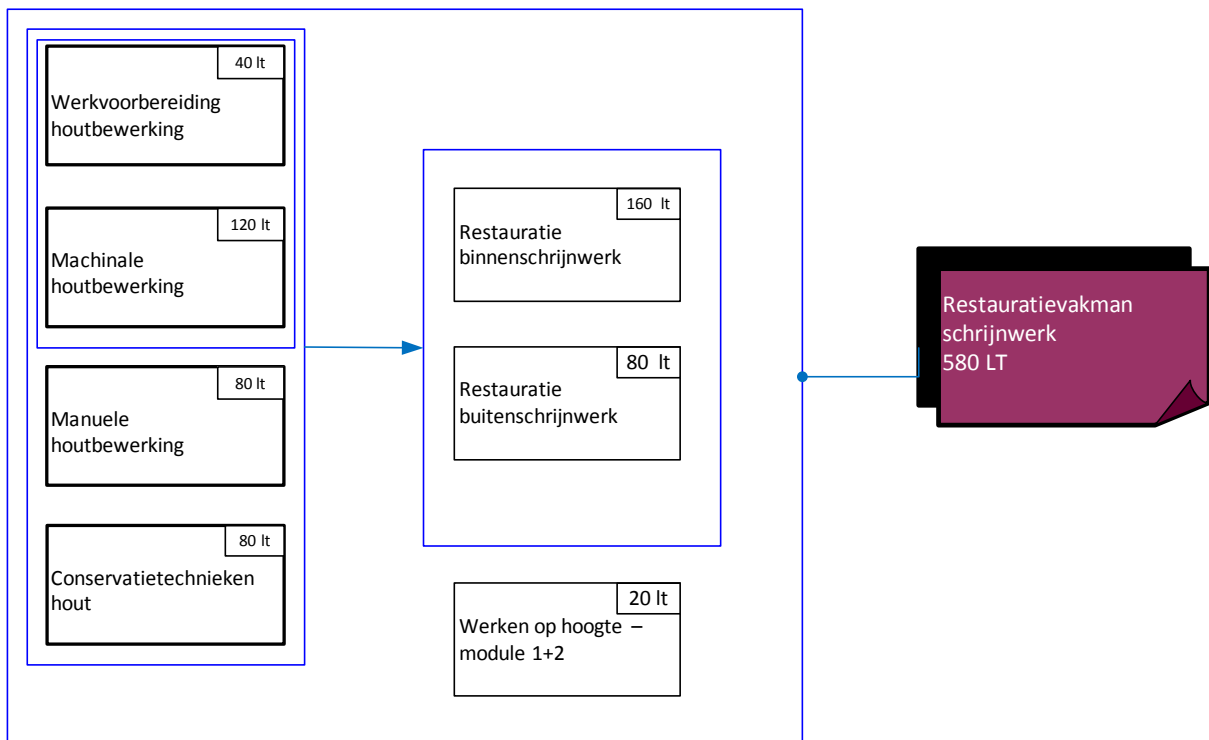 40 lt
Werkvoorbereiding
houtbewerking
120 lt
Machinale
houtbewerking
80 lt
Manuele
houtbewerking
80 lt
Conservatietechnieken
hout
160 lt
Restauratie
binnenschrijnwerk
80 lt
Restauratie
buitenschrijnwerk
20 lt
Werken op hoogte –
module 1+2
Restauratievakman
schrijnwerk
580 LT